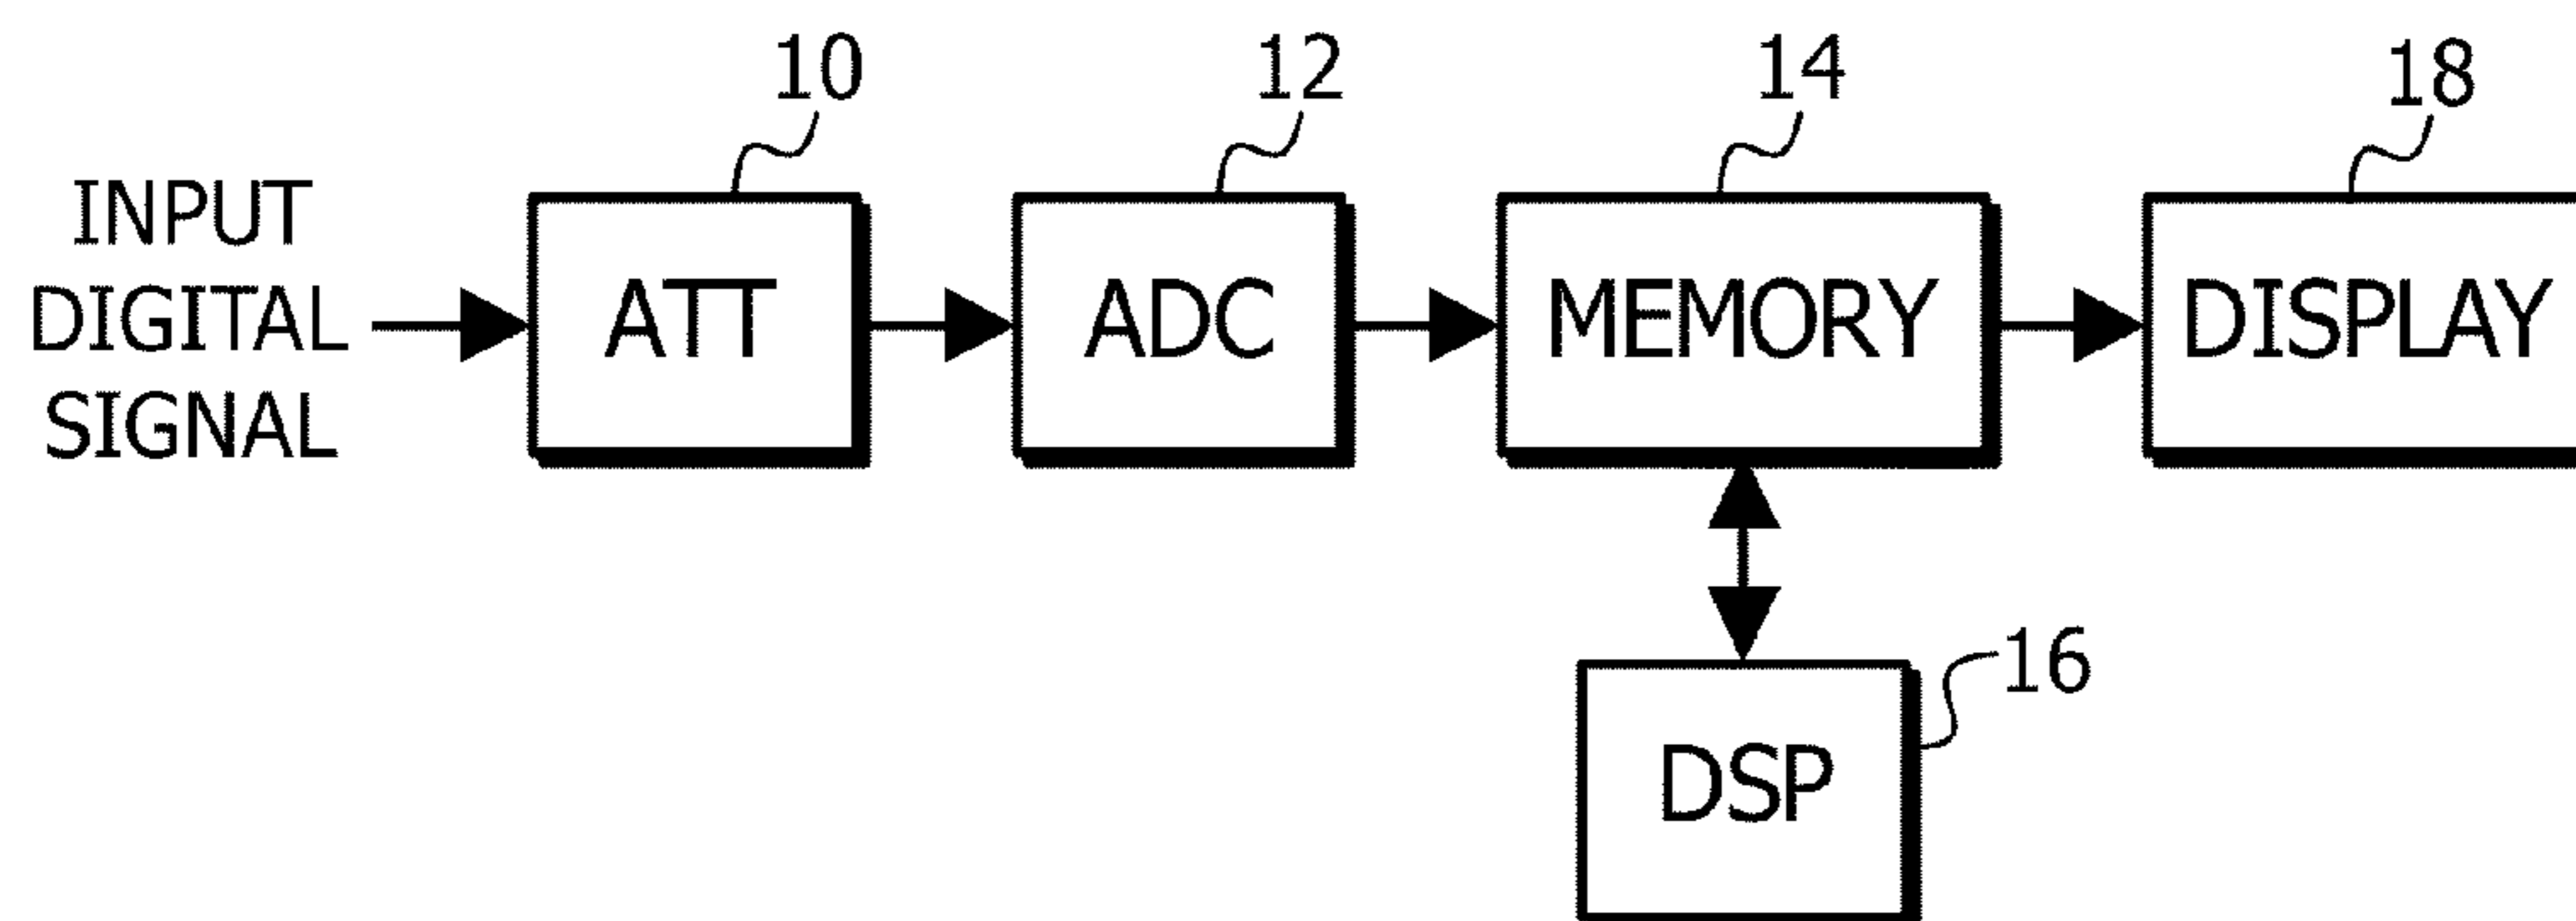 10
12
14
18
INPUT
DIGITAL
SIGNAL
ATT
ADC
MEMORY
DISPLAY
16
DSP